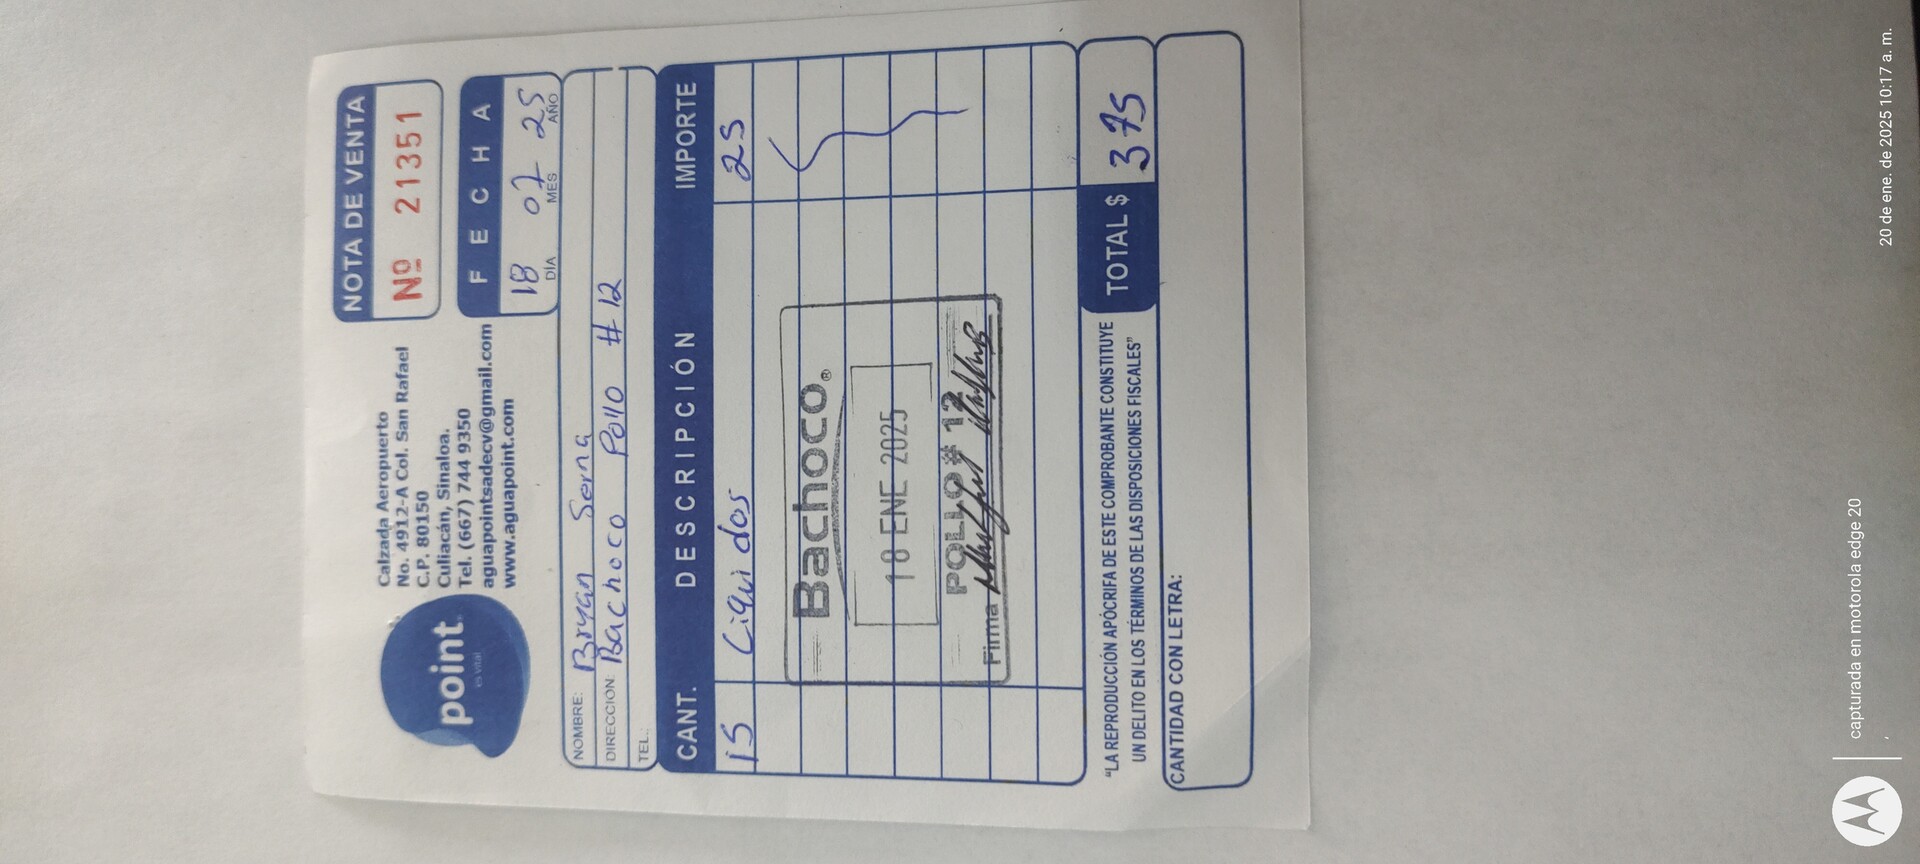 point
es vital
Calzada Aeropuerto
No. 4912-A Col. San Rafael
C.P. 80150
Culiacán, Sinaloa.
Tel. (667) 744 9350
aguapointsadecv@gmail.com
www.aguapoint.com
NOTA DE VENTA
Nº 21351
FECHA
18 07 25
DIA MES AÑO
NOMBRE: Bryan Serna
DIRECCION: Bachoco Pollo #12
TEL.:
CANT. DESCRIPCIÓN IMPORTE
15 Liquidos 25
Bachoco®
18 ENE 2025
POLLO # 12
Firma
TOTAL $ 375
"LA REPRODUCCIÓN APÓCRIFA DE ESTE COMPROBANTE CONSTITUYE
UN DELITO EN LOS TÉRMINOS DE LAS DISPOSICIONES FISCALES"
CANTIDAD CON LETRA:
capturada en motorola edge 20
,
20 de ene. de 2025 10:17 a. m.